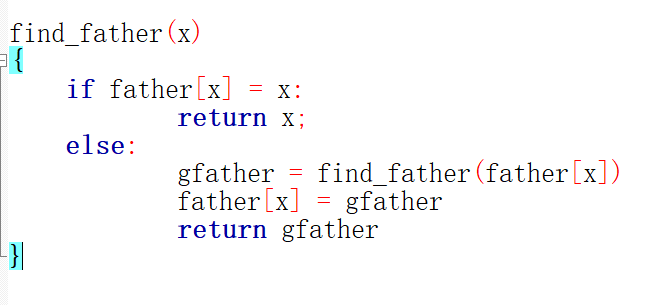 find_father(x)
{
if father[x] = x:
return x;
else:
gfather = find_father(father[x])
father[x] = gfather
return gfather
}